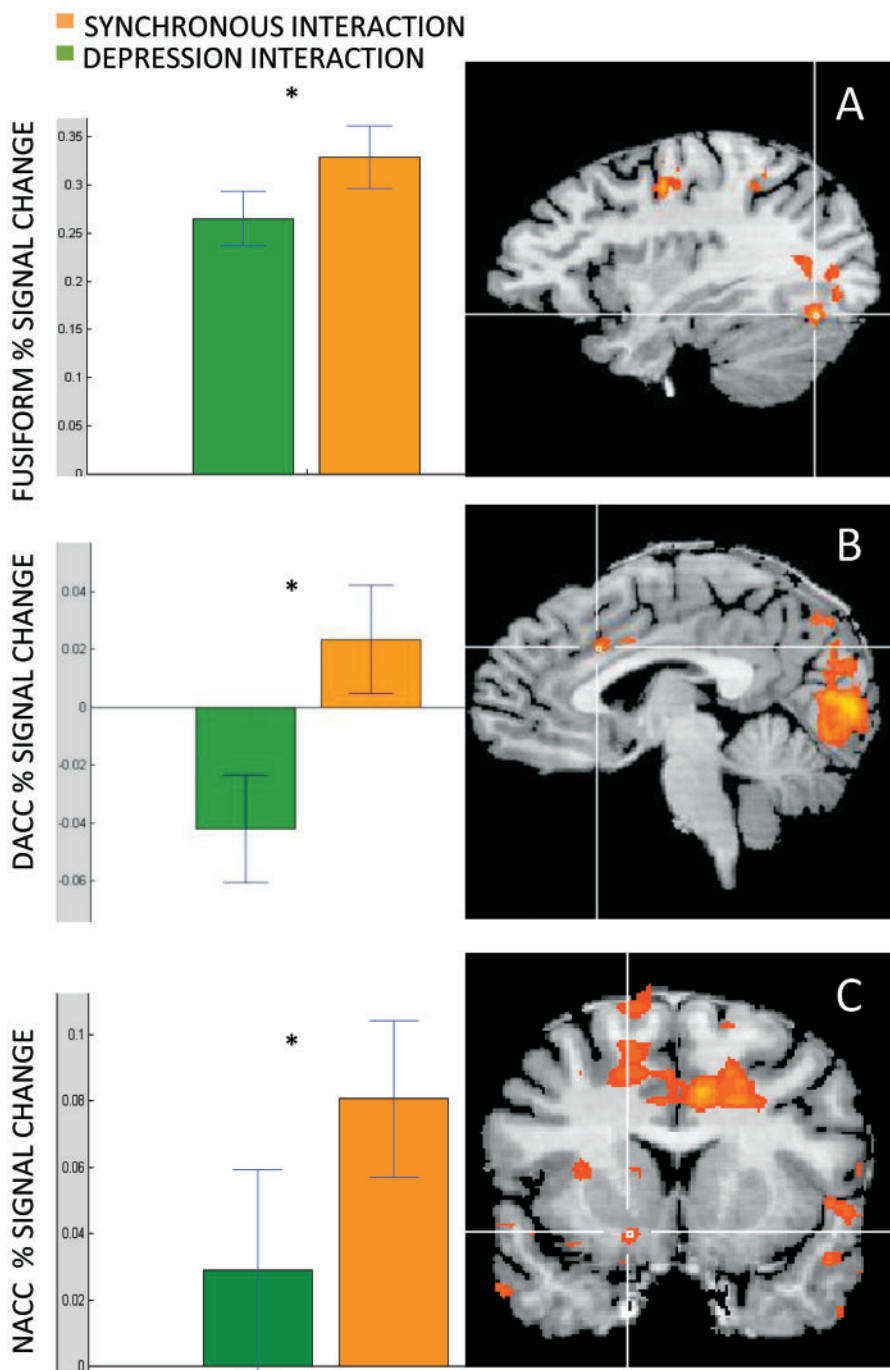 SYNCHRONOUS INTERACTION
DEPRESSION INTERACTION
FUSIFORM % SIGNAL CHANGE
*
0.35
0.3
0.25
0.2
0.15
0.1
0.05
0
A
DACC % SIGNAL CHANGE
*
0.04
0.02
0
-0.02
-0.04
-0.06
B
NACC % SIGNAL CHANGE
*
0.1
0.08
0.06
0.04
0.02
0
C